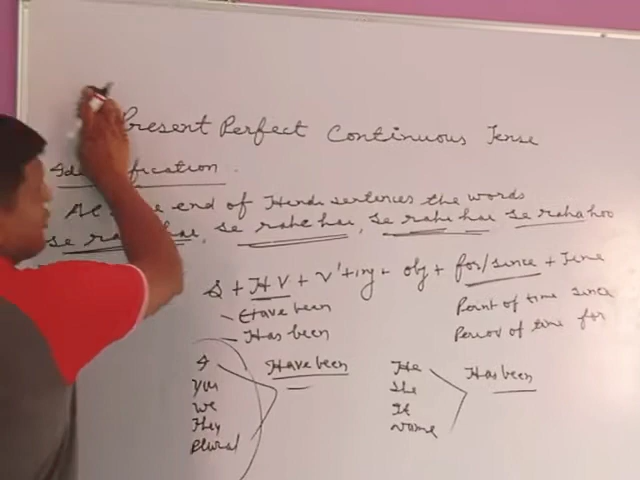 Present Perfect Continuous Tense
Identification
At the end of Hindi sentences the words
se raha hai, se rahe hai, se rahi hai se raha hoo
S + HV + V'+ing + obj + for/since + Time
- Have been Point of time since
- Has been Period of time for
I Have been He Has been
you She
we It
They Name
Plural